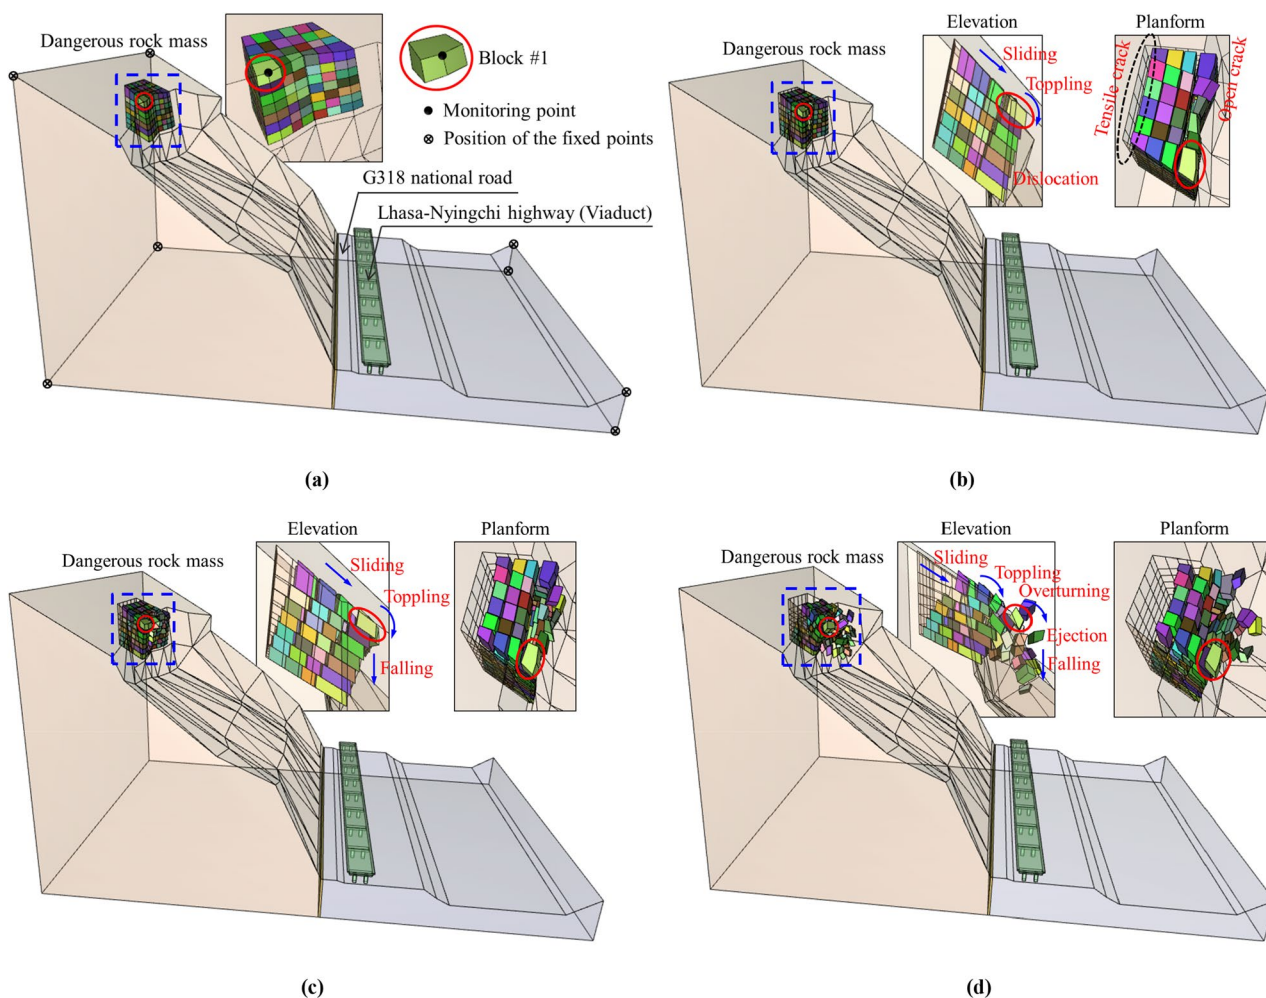 Dangerous rock mass
Block #1
Monitoring point
Position of the fixed points
G318 national road
Lhasa-Nyingchi highway (Viaduct)
(a)
Elevation
Planform
Dangerous rock mass
Sliding
Toppling
Dislocation
Tensile crack
Open crack
(b)
Elevation
Planform
Dangerous rock mass
Sliding
Toppling
Falling
(c)
Elevation
Planform
Dangerous rock mass
Sliding
Toppling
Overturning
Ejection
Falling
(d)